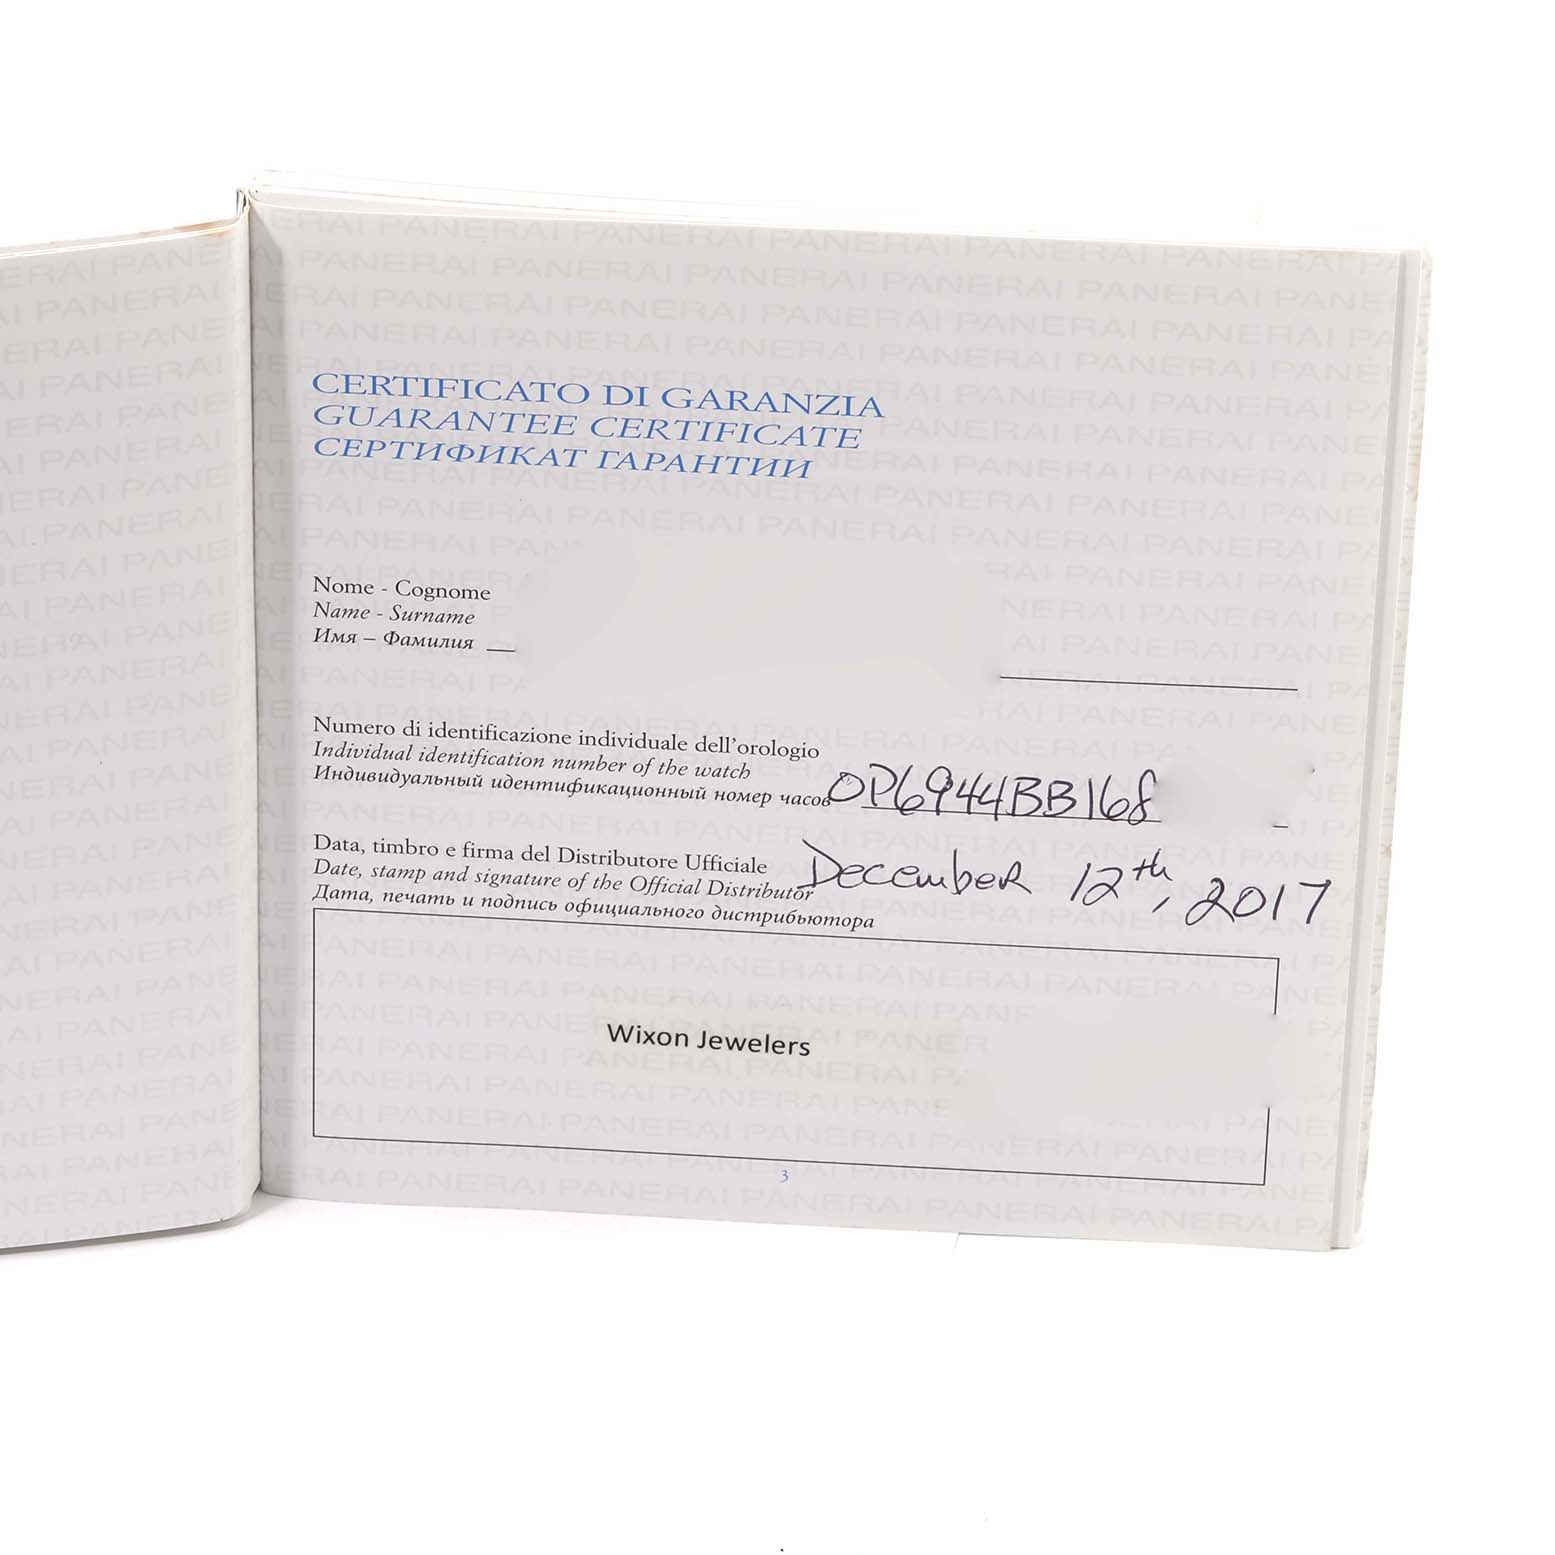 CERTIFICATO DI GARANZIA
GUARANTEE CERTIFICATE
СЕРТИФИКАТ ГАРАНТИИ
Nome - Cognome
Name - Surname
Имя – Фамилия
Numero di identificazione individuale dell'orologio
Individual identification number of the watch
Индивидуальный идентификационный номер часов OP6944BB168
Data, timbro e firma del Distributore Ufficiale
Date, stamp and signature of the Official Distributor December 12th, 2017
Дата, печать и подпись официального дистрибьютора
Wixon Jewelers
3